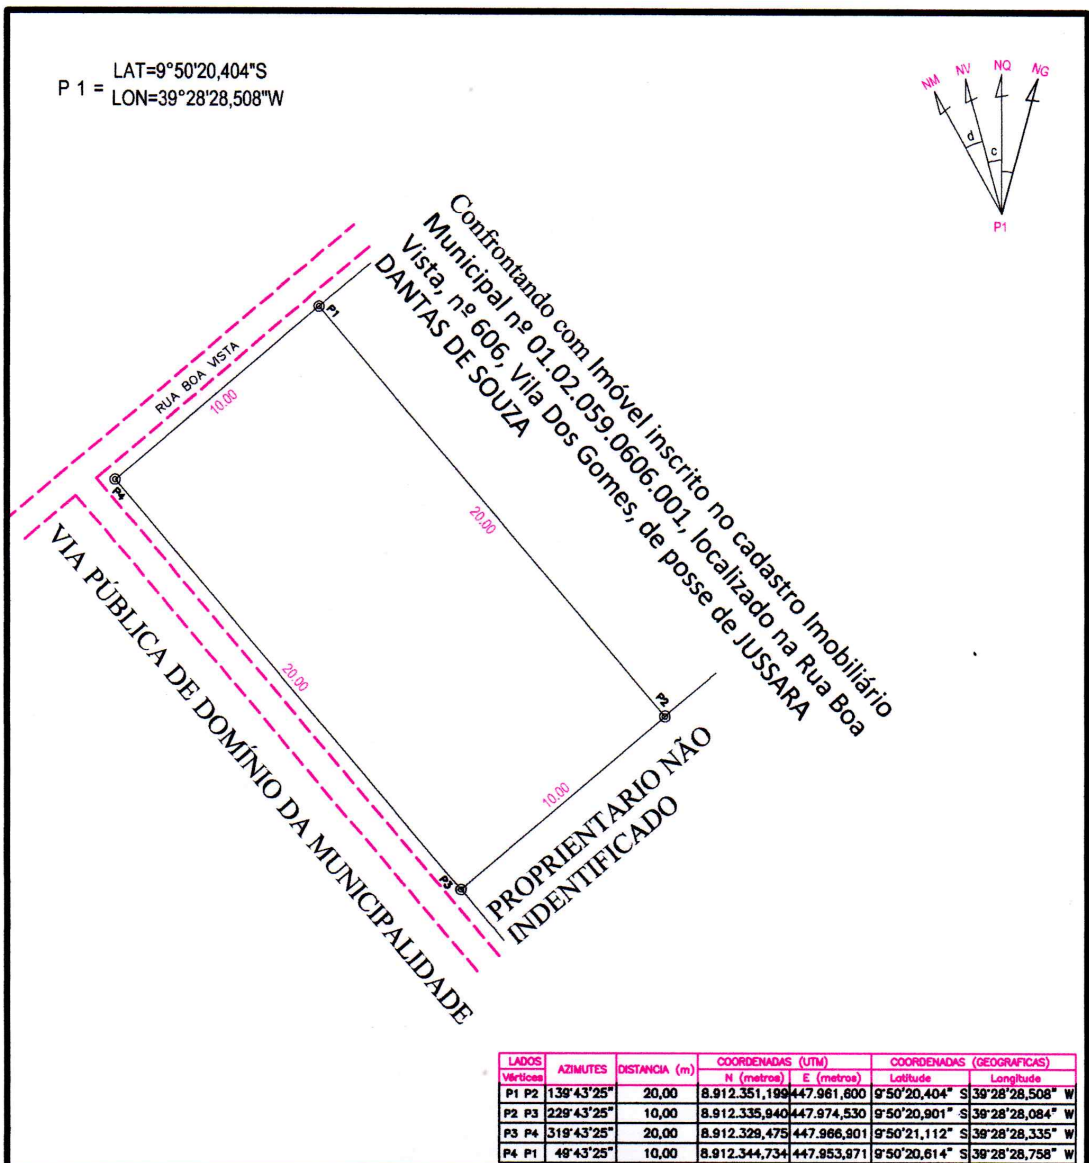 P 1 =
LAT=9°50'20,404"S
LON=39°28'28,508"W
NM
NV
NQ
NG
d
c
P1
Confrontando com Imóvel inscrito no cadastro Imobiliário
Municipal nº 01.02.059.0606.001, localizado na Rua Boa
Vista, nº 606, Vila Dos Gomes, de posse de JUSSARA
DANTAS DE SOUZA
P1
RUA BOA VISTA
10.00
P4
20.00
20.00
P2
VIA PÚBLICA DE DOMÍNIO DA MUNICIPALIDADE
10.00
P3
PROPRIENTARIO NÃO
INDENTIFICADO
LADOS AZIMUTES DISTANCIA (m) COORDENADAS (UTM) COORDENADAS (GEOGRAFICAS)
Vértices N (metros) E (metros) Latitude Longitude
P1 P2 139°43'25" 20,00 8.912.351,199 447.961,600 9°50'20,404" S 39°28'28,508" W
P2 P3 229°43'25" 10,00 8.912.335,940 447.974,530 9°50'20,901" S 39°28'28,084" W
P3 P4 319°43'25" 20,00 8.912.329,475 447.966,901 9°50'21,112" S 39°28'28,335" W
P4 P1 49°43'25" 10,00 8.912.344,734 447.953,971 9°50'20,614" S 39°28'28,758" W